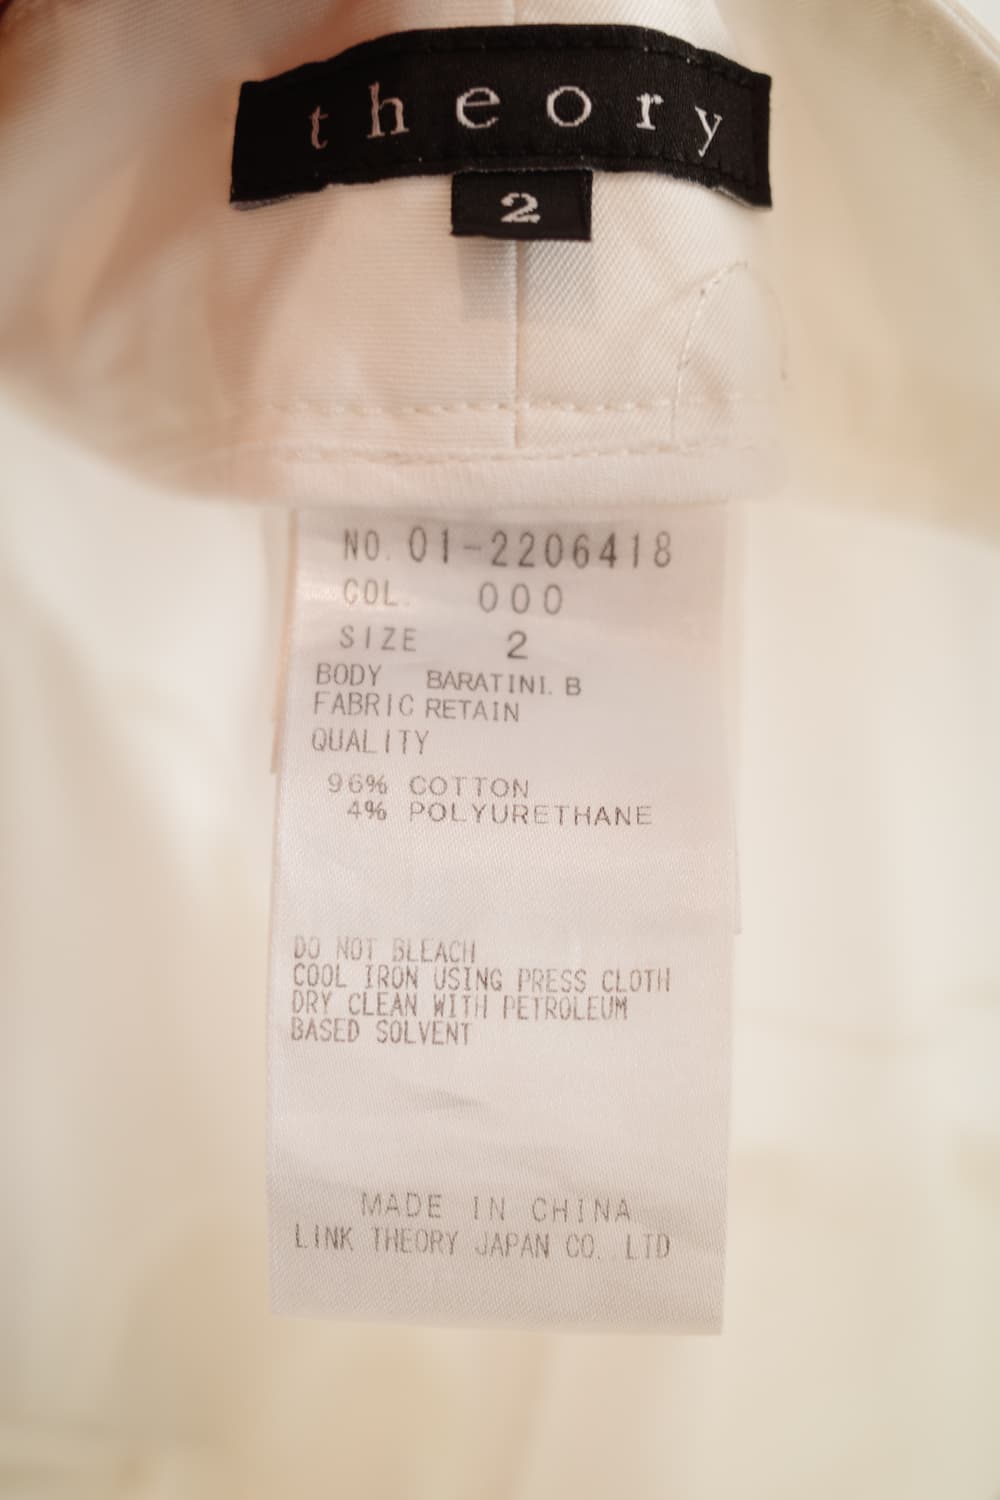 theory
2
NO. 01-2206418
COL. 000
SIZE 2
BODY BARATINI. B
FABRIC RETAIN
QUALITY
96% COTTON
4% POLYURETHANE
DO NOT BLEACH
COOL IRON USING PRESS CLOTH
DRY CLEAN WITH PETROLEUM
BASED SOLVENT
MADE IN CHINA
LINK THEORY JAPAN CO. LTD